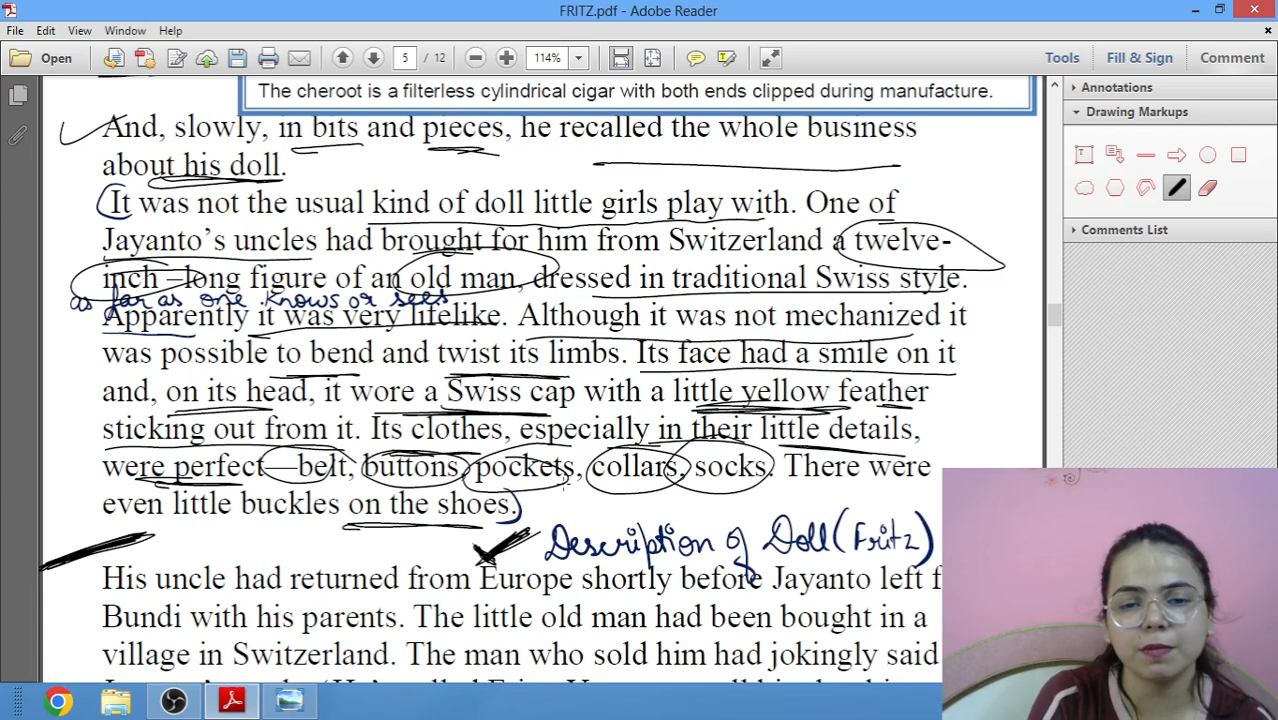 FRITZ.pdf - Adobe Reader
File Edit View Window Help
Open 5 / 12 114% Tools Fill & Sign Comment
The cheroot is a filterless cylindrical cigar with both ends clipped during manufacture.
Annotations
Drawing Markups
Comments List
And, slowly, in bits and pieces, he recalled the whole business
about his doll.
It was not the usual kind of doll little girls play with. One of
Jayanto's uncles had brought for him from Switzerland a twelve-
inch –long figure of an old man, dressed in traditional Swiss style.
as far as one knows or sees
Apparently it was very lifelike. Although it was not mechanized it
was possible to bend and twist its limbs. Its face had a smile on it
and, on its head, it wore a Swiss cap with a little yellow feather
sticking out from it. Its clothes, especially in their little details,
were perfect—belt, buttons, pockets, collars, socks. There were
even little buckles on the shoes.
Description of Doll (Fritz)
His uncle had returned from Europe shortly before Jayanto left f
Bundi with his parents. The little old man had been bought in a
village in Switzerland. The man who sold him had jokingly said